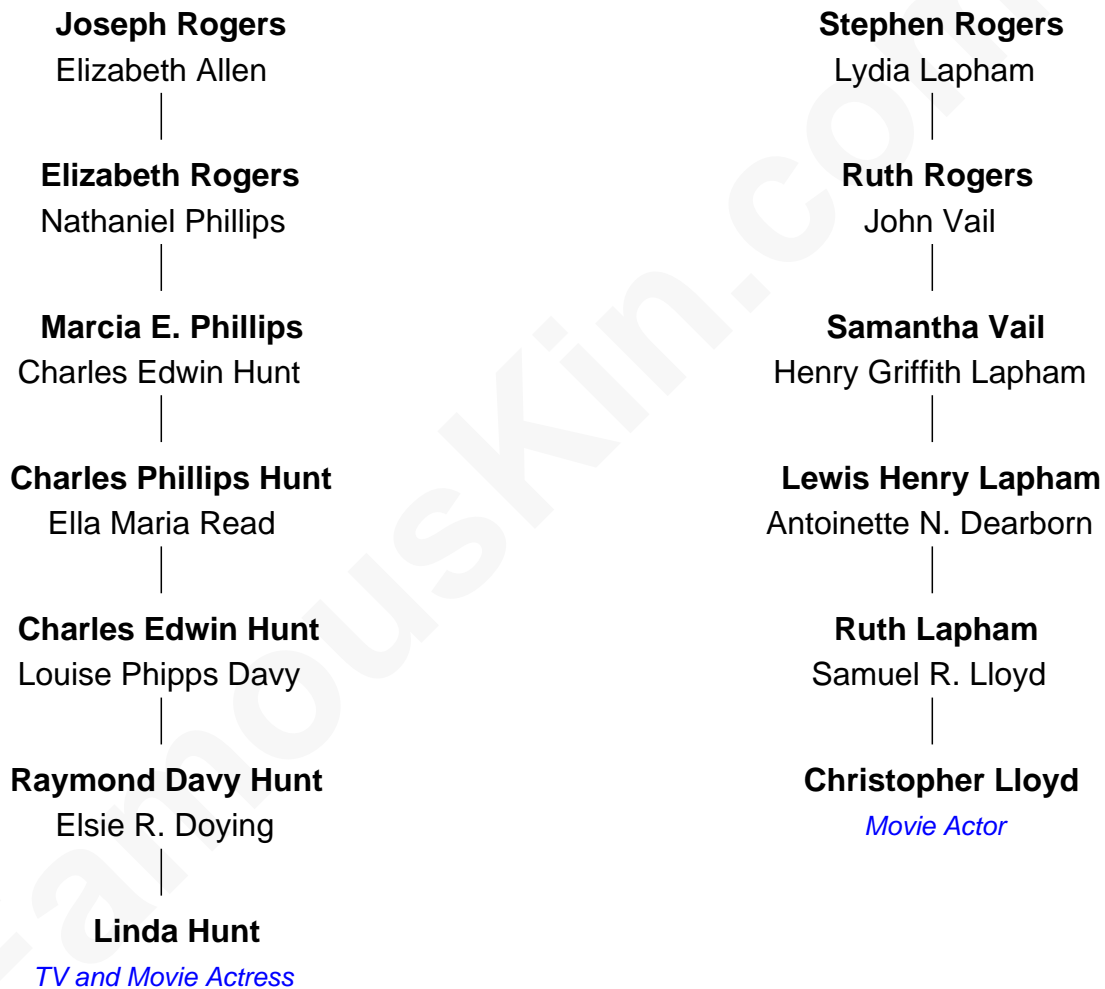 Joseph Rogers
Elizabeth Allen
Elizabeth Rogers
Nathaniel Phillips
Marcia E. Phillips
Charles Edwin Hunt
Charles Phillips Hunt
Ella Maria Read
Charles Edwin Hunt
Louise Phipps Davy
Raymond Davy Hunt
Elsie R. Doying
Linda Hunt
TV and Movie Actress
Stephen Rogers
Lydia Lapham
Ruth Rogers
John Vail
Samantha Vail
Henry Griffith Lapham
Lewis Henry Lapham
Antoinette N. Dearborn
Ruth Lapham
Samuel R. Lloyd
Christopher Lloyd
Movie Actor
FamousKin.com